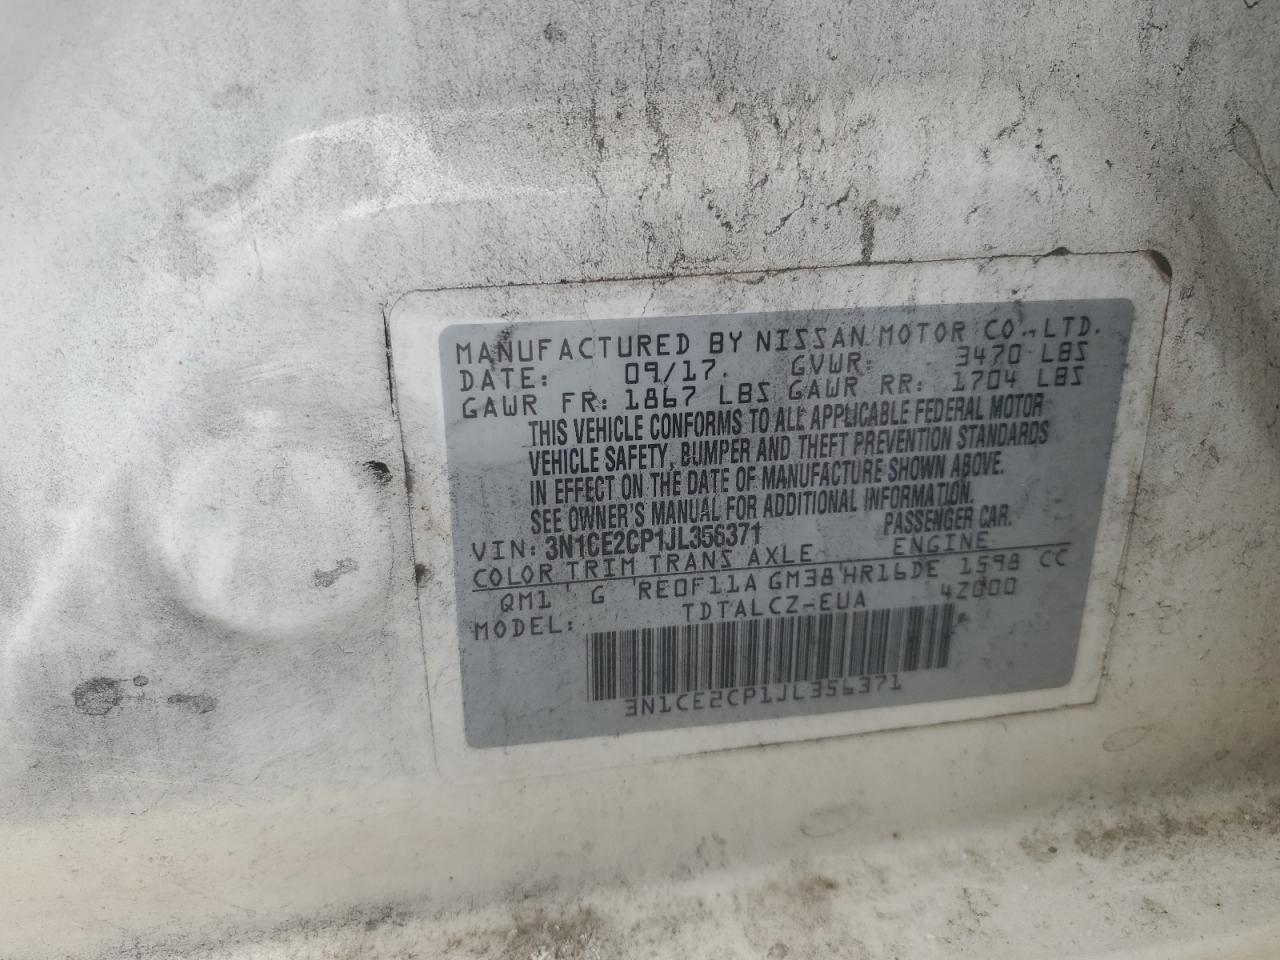 MANUFACTURED BY NISSAN MOTOR CO.,LTD.
DATE: 09/17. GVWR: 3470 LBS
GAWR FR: 1867 LBS GAWR RR: 1704 LBS
THIS VEHICLE CONFORMS TO ALL APPLICABLE FEDERAL MOTOR
VEHICLE SAFETY, BUMPER AND THEFT PREVENTION STANDARDS
IN EFFECT ON THE DATE OF MANUFACTURE SHOWN ABOVE.
SEE OWNER'S MANUAL FOR ADDITIONAL INFORMATION.
VIN: 3N1CE2CP1JL356371 PASSENGER CAR.
COLOR TRIM TRANS AXLE ENGINE
QM1 G RE0F11A GM38 HR16DE 1598 CC
MODEL: TDTALCZ-EUA 4Z000
3N1CE2CP1JL356371